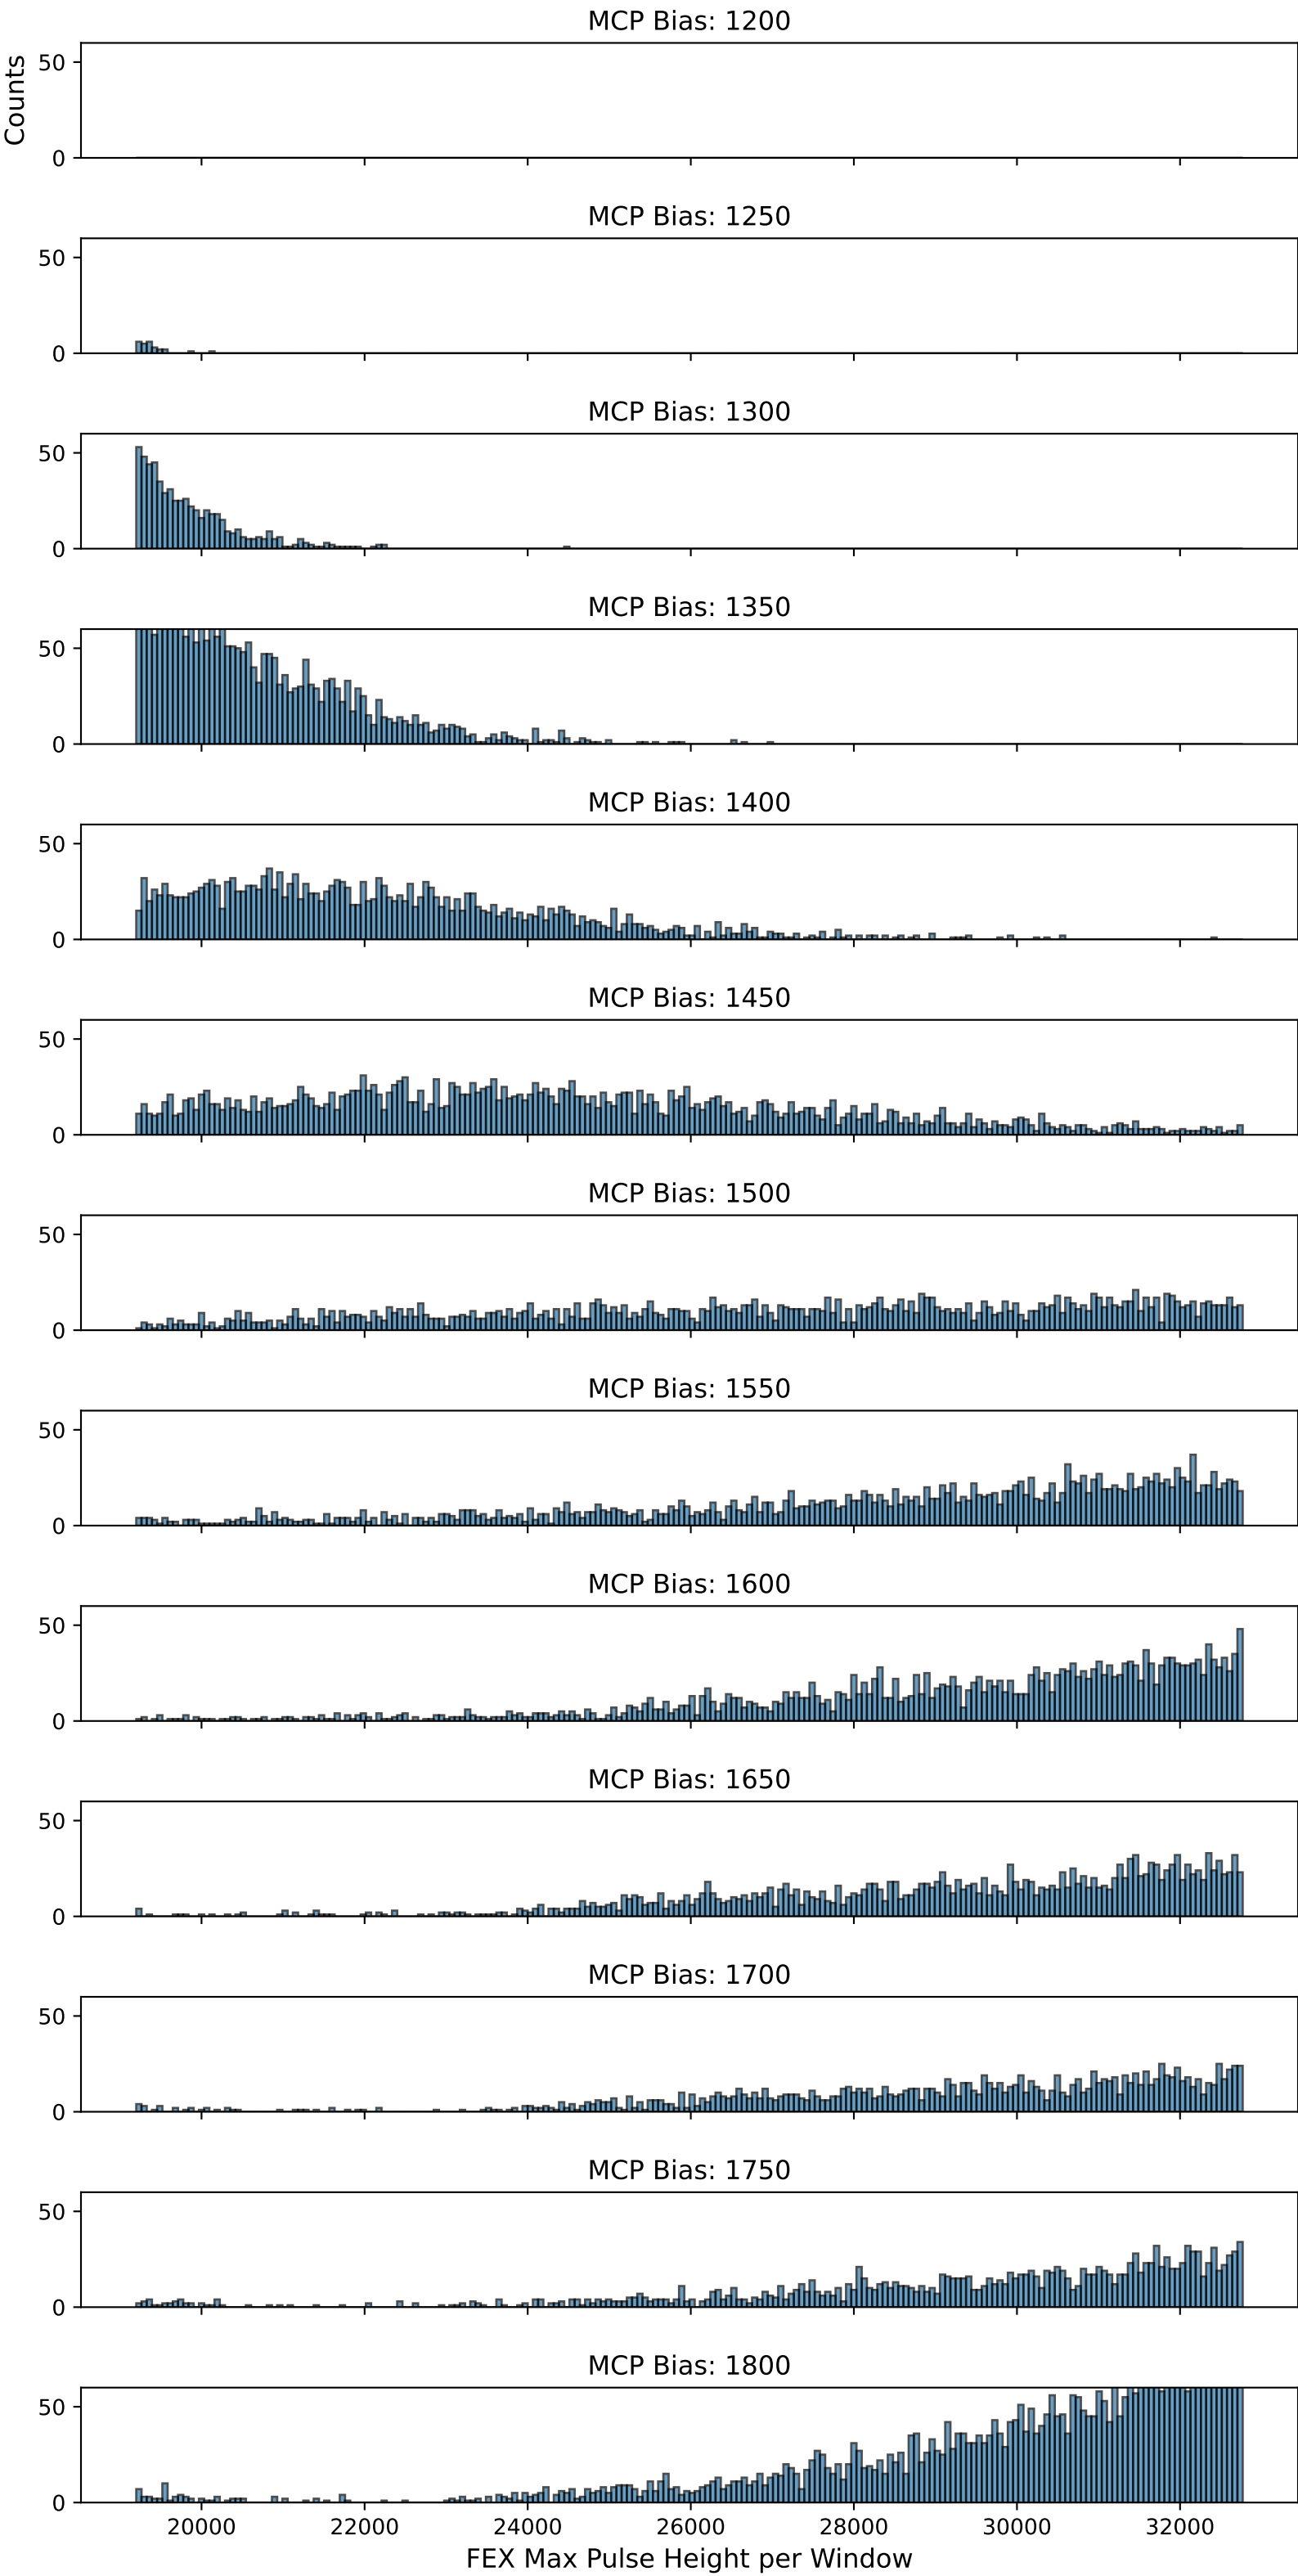 MCP Bias: 1200
Counts
50
0
MCP Bias: 1250
50
0
MCP Bias: 1300
50
0
MCP Bias: 1350
50
0
MCP Bias: 1400
50
0
MCP Bias: 1450
50
0
MCP Bias: 1500
50
0
MCP Bias: 1550
50
0
MCP Bias: 1600
50
0
MCP Bias: 1650
50
0
MCP Bias: 1700
50
0
MCP Bias: 1750
50
0
MCP Bias: 1800
50
0
20000 22000 24000 26000 28000 30000 32000
FEX Max Pulse Height per Window